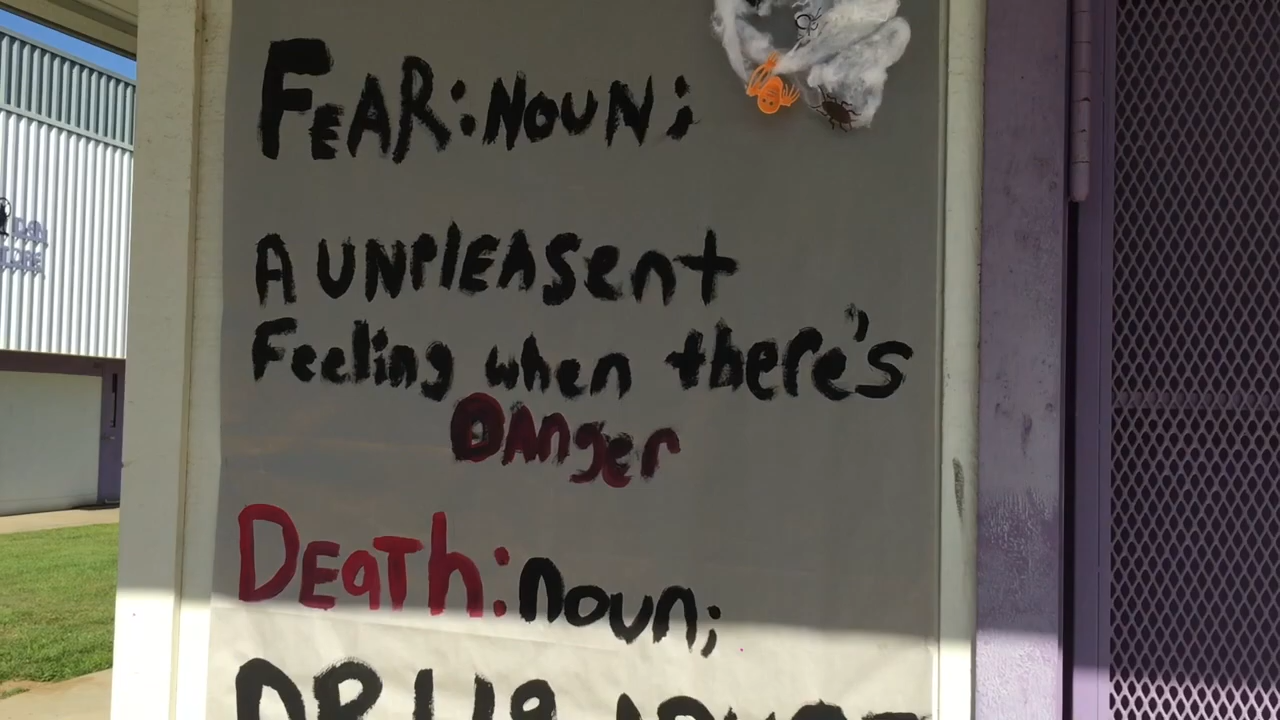 FEAR:NOUN;
A UNPlEASent
Feeling when there's
DAnger
DEATh:noun;